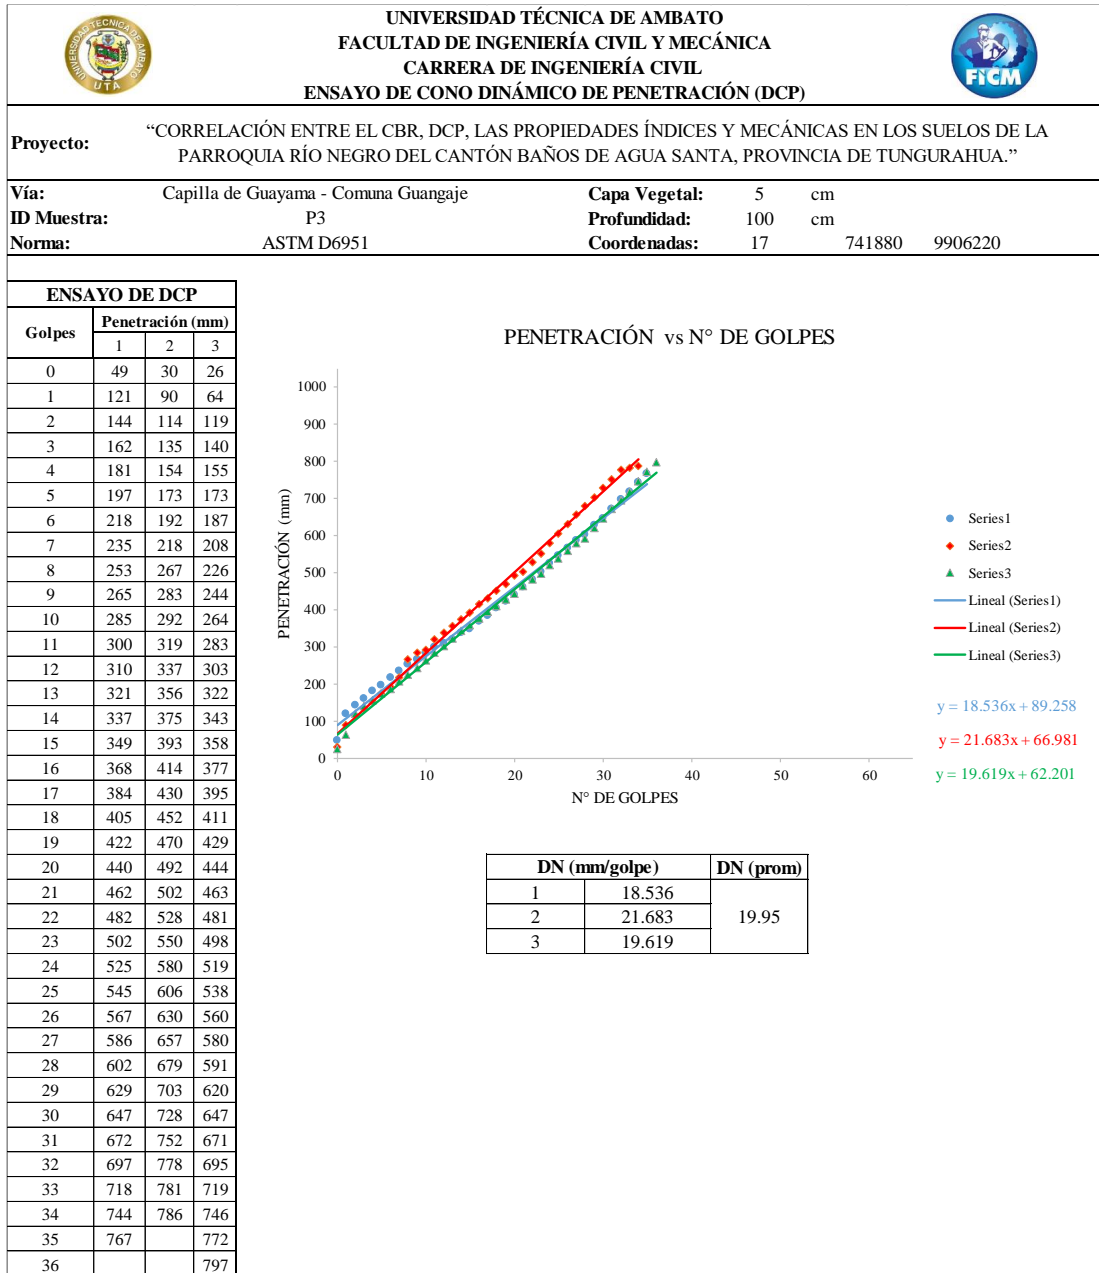 UNIVERSIDAD TÉCNICA DE AMBATO
FACULTAD DE INGENIERÍA CIVIL Y MECÁNICA
CARRERA DE INGENIERÍA CIVIL
ENSAYO DE CONO DINÁMICO DE PENETRACIÓN (DCP)
UNIVERSIDAD TECNICA DE AMBATO
UTA
FICM
Proyecto: “CORRELACIÓN ENTRE EL CBR, DCP, LAS PROPIEDADES ÍNDICES Y MECÁNICAS EN LOS SUELOS DE LA
PARROQUIA RÍO NEGRO DEL CANTÓN BAÑOS DE AGUA SANTA, PROVINCIA DE TUNGURAHUA.”
Vía: Capilla de Guayama - Comuna Guangaje Capa Vegetal: 5 cm
ID Muestra: P3 Profundidad: 100 cm
Norma: ASTM D6951 Coordenadas: 17 741880 9906220
ENSAYO DE DCP
Golpes Penetración (mm)
1 2 3
0 49 30 26
1 121 90 64
2 144 114 119
3 162 135 140
4 181 154 155
5 197 173 173
6 218 192 187
7 235 218 208
8 253 267 226
9 265 283 244
10 285 292 264
11 300 319 283
12 310 337 303
13 321 356 322
14 337 375 343
15 349 393 358
16 368 414 377
17 384 430 395
18 405 452 411
19 422 470 429
20 440 492 444
21 462 502 463
22 482 528 481
23 502 550 498
24 525 580 519
25 545 606 538
26 567 630 560
27 586 657 580
28 602 679 591
29 629 703 620
30 647 728 647
31 672 752 671
32 697 778 695
33 718 781 719
34 744 786 746
35 767 772
36 797
PENETRACIÓN vs N° DE GOLPES
PENETRACIÓN (mm)
1000
900
800
700
600
500
400
300
200
100
0
0 10 20 30 40 50 60
N° DE GOLPES
Series1
Series2
Series3
Lineal (Series1)
Lineal (Series2)
Lineal (Series3)
y = 18.536x + 89.258
y = 21.683x + 66.981
y = 19.619x + 62.201
DN (mm/golpe) DN (prom)
1 18.536
2 21.683 19.95
3 19.619